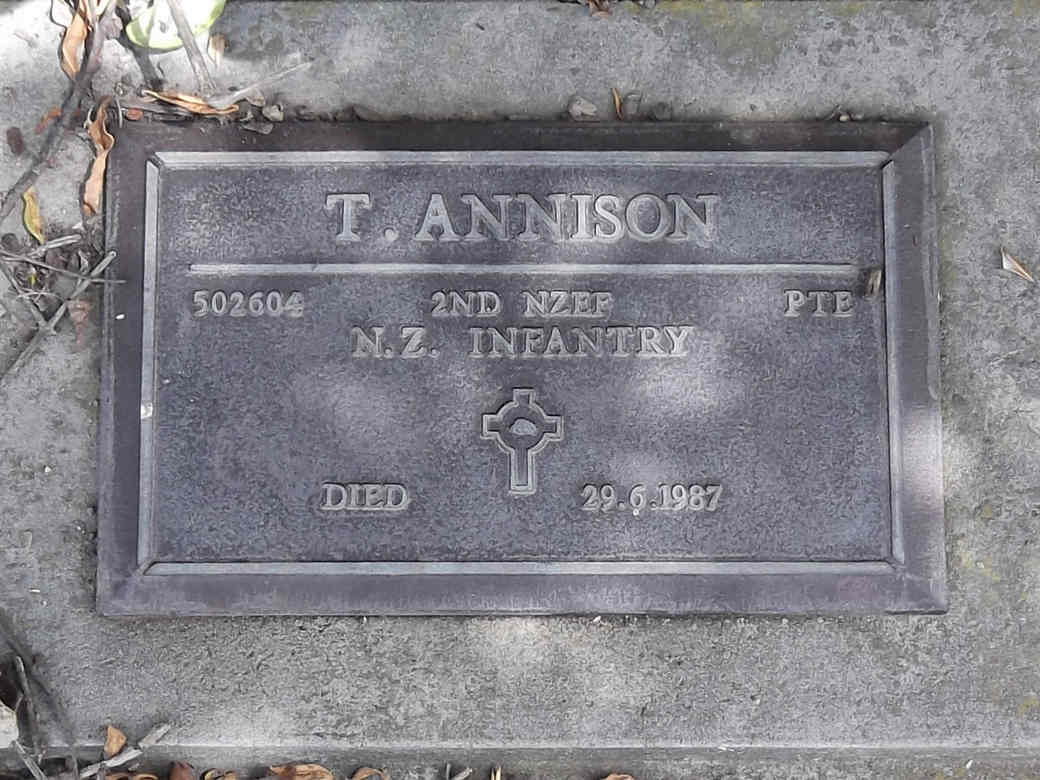 T. ANNISON
502604 2ND NZEF PTE
N.Z. INFANTRY
DIED 29.6.1987